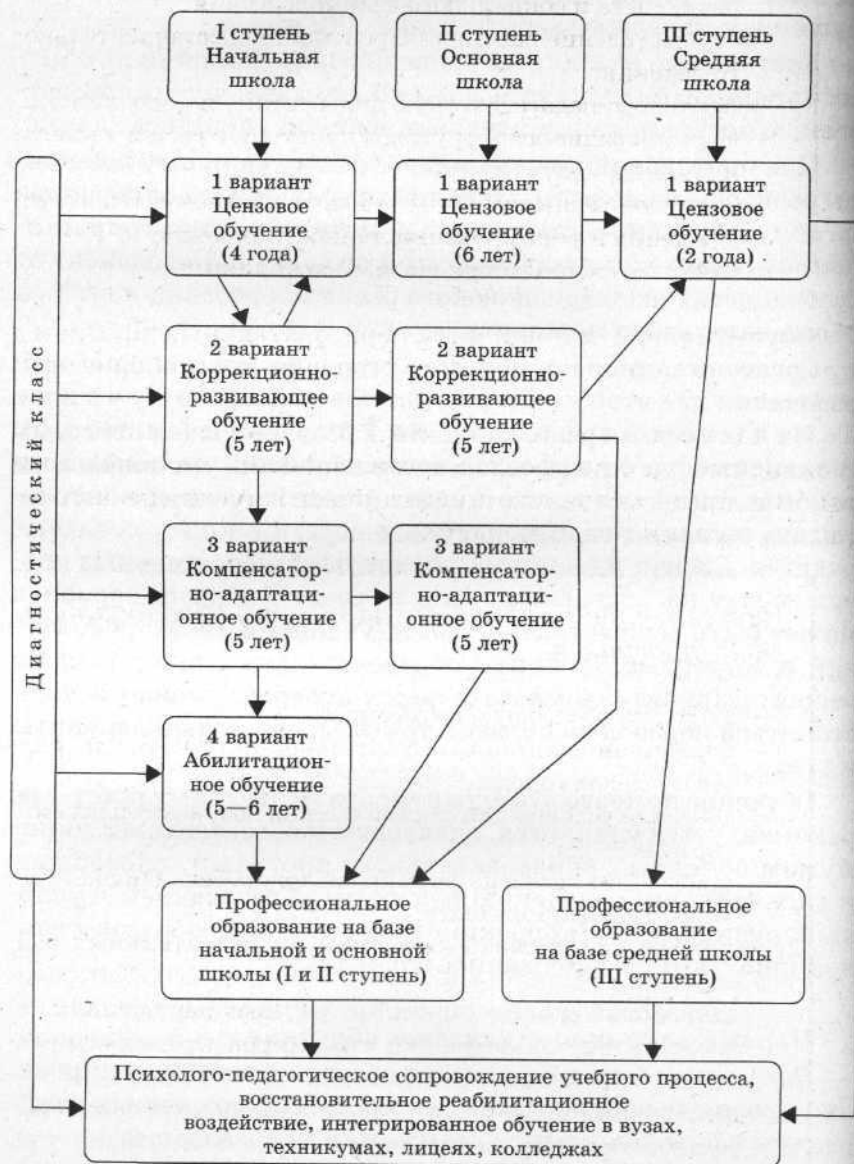 I ступень
Начальная
школа
II ступень
Основная
школа
III ступень
Средняя
школа
Диагностический класс
1 вариант
Цензовое
обучение
(4 года)
1 вариант
Цензовое
обучение
(6 лет)
1 вариант
Цензовое
обучение
(2 года)
2 вариант
Коррекционно-
развивающее
обучение
(5 лет)
2 вариант
Коррекционно-
развивающее
обучение
(5 лет)
3 вариант
Компенсатор-
но-адаптаци-
онное обучение
(5 лет)
3 вариант
Компенсатор-
но-адаптаци-
онное обучение
(5 лет)
4 вариант
Абилитацион-
ное обучение
(5—6 лет)
Профессиональное
образование на базе
начальной и основной
школы (I и II ступень)
Профессиональное
образование
на базе средней школы
(III ступень)
Психолого-педагогическое сопровождение учебного процесса,
восстановительное реабилитационное
воздействие, интегрированное обучение в вузах,
техникумах, лицеях, колледжах